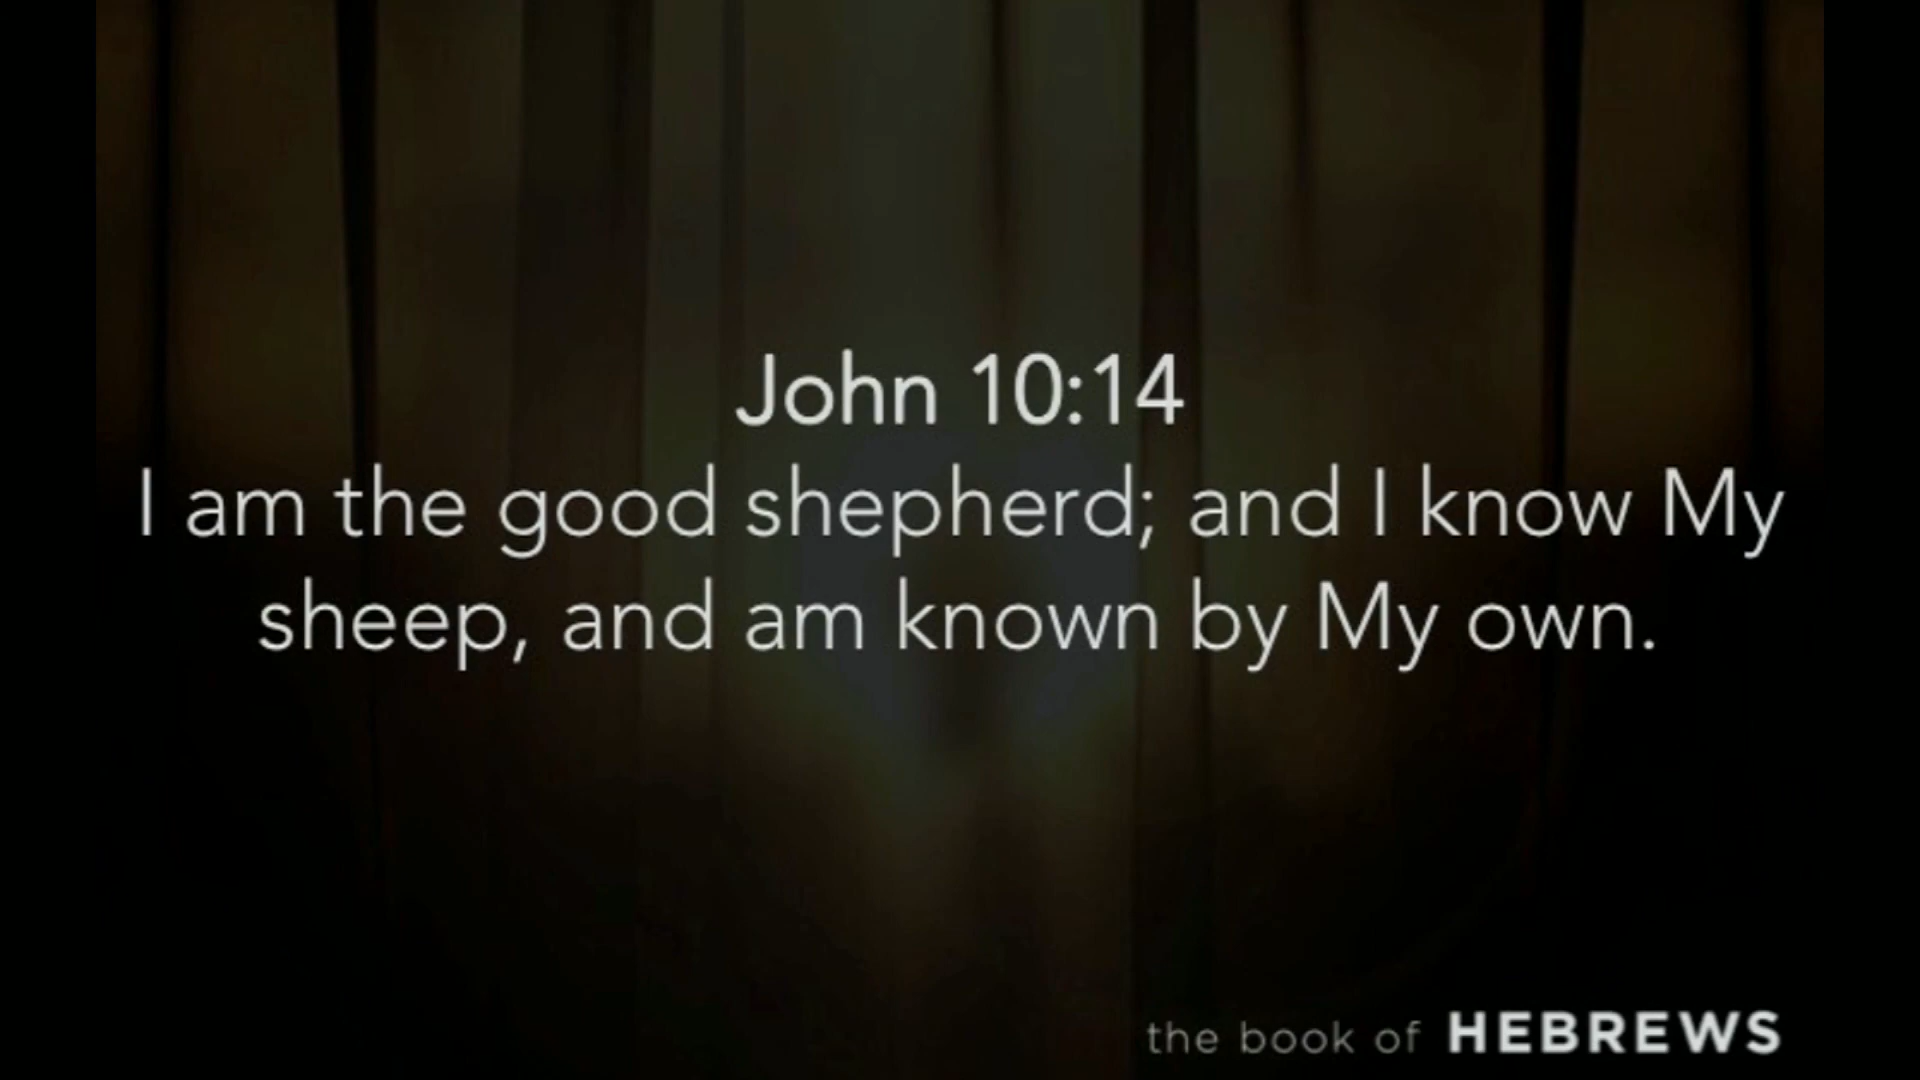 John 10:14
I am the good shepherd; and I know My
sheep, and am known by My own.
the book of HEBREWS